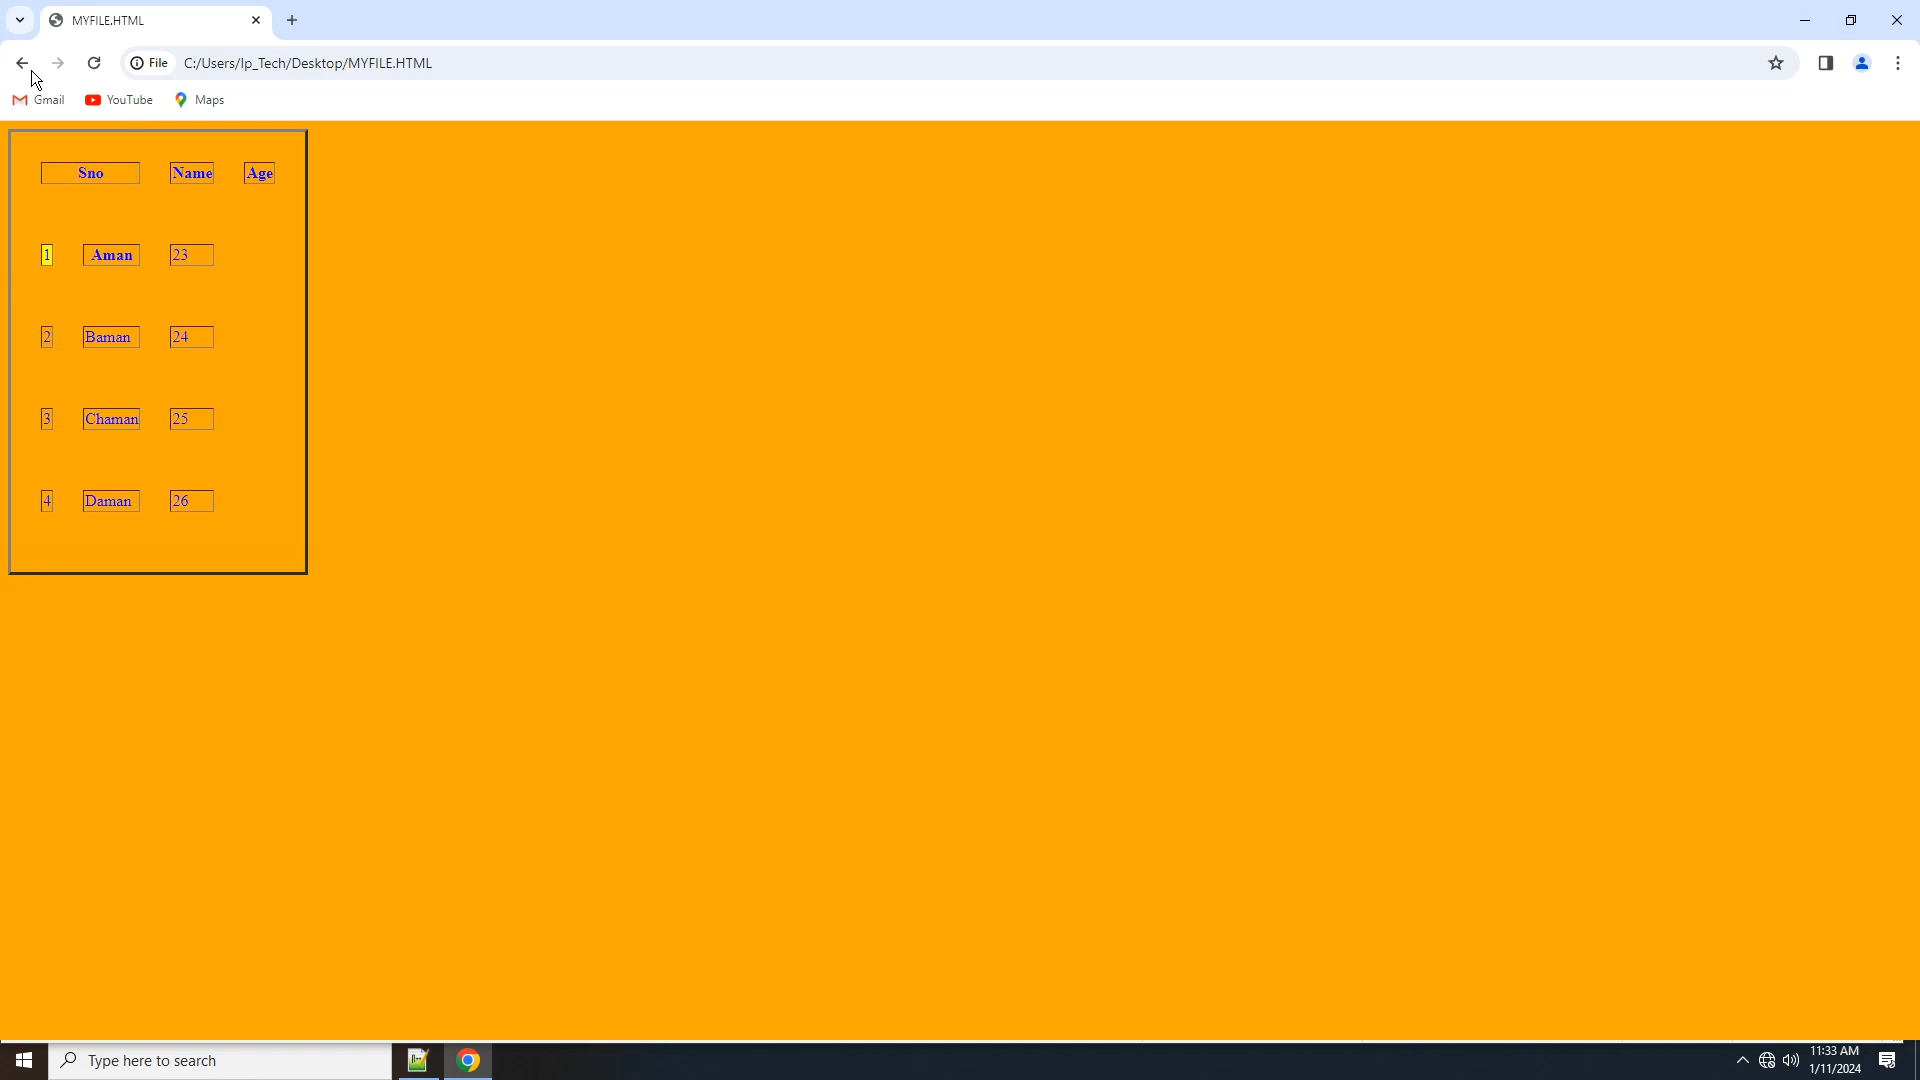 MYFILE.HTML
File C:/Users/Ip_Tech/Desktop/MYFILE.HTML
Gmail YouTube Maps
Sno Name Age
1 Aman 23
2 Baman 24
3 Chaman 25
4 Daman 26
Type here to search
11:33 AM
1/11/2024